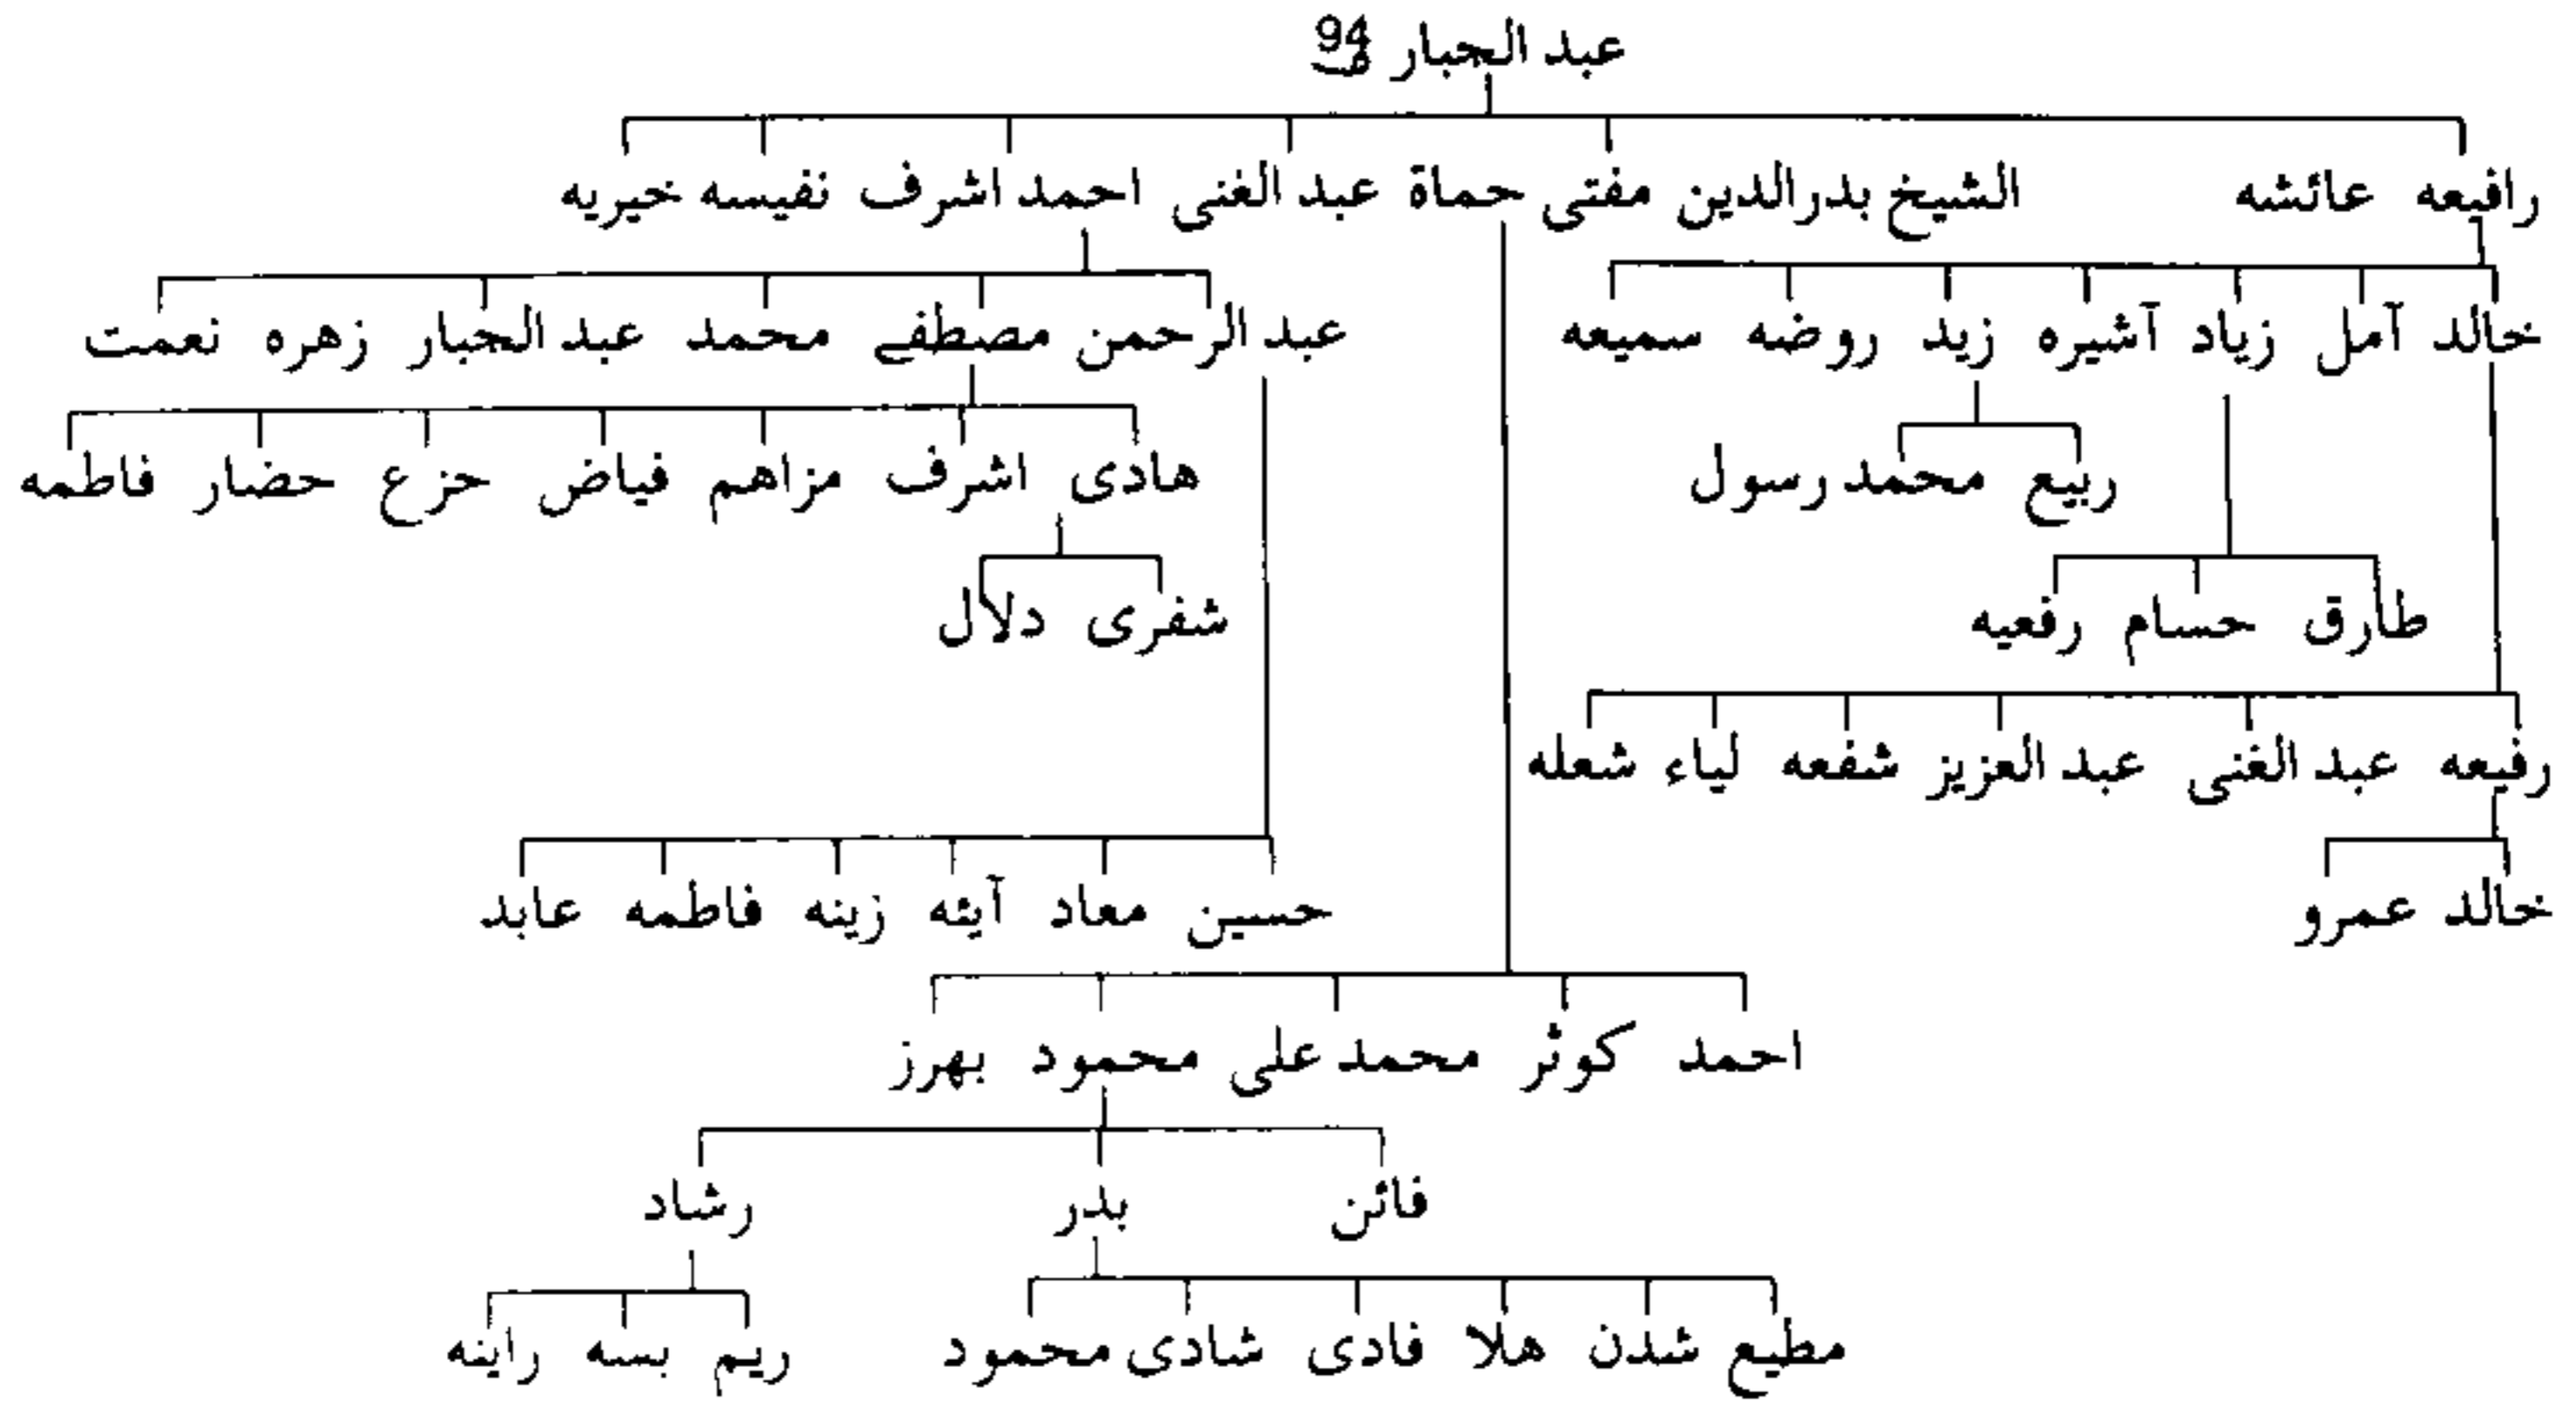 عبد الجبار ص94
رافيعه عائشه الشيخ بدرالدين مفتى حماة عبد الغنى احمد اشرف نفيسه خيريه
خالد آمل زياد آشيره زيد روضه سميعه عبد الرحمن مصطفے محمد عبد الجبار زهره نعمت
ربيع محمد رسول هادى اشرف مزاهم فياض حزع حضار فاطمه
طارق حسام رفعيه شفرى دلال
رفيعه عبد الغنى عبد العزيز شفعه لياء شعله
خالد عمرو حسين معاد آيئه زينه فاطمه عابد
احمد كوثر محمد على محمود بهرز
فائن بدر رشاد
مطيع شدن هلا فادى شادى محمود ريم بسه راينه